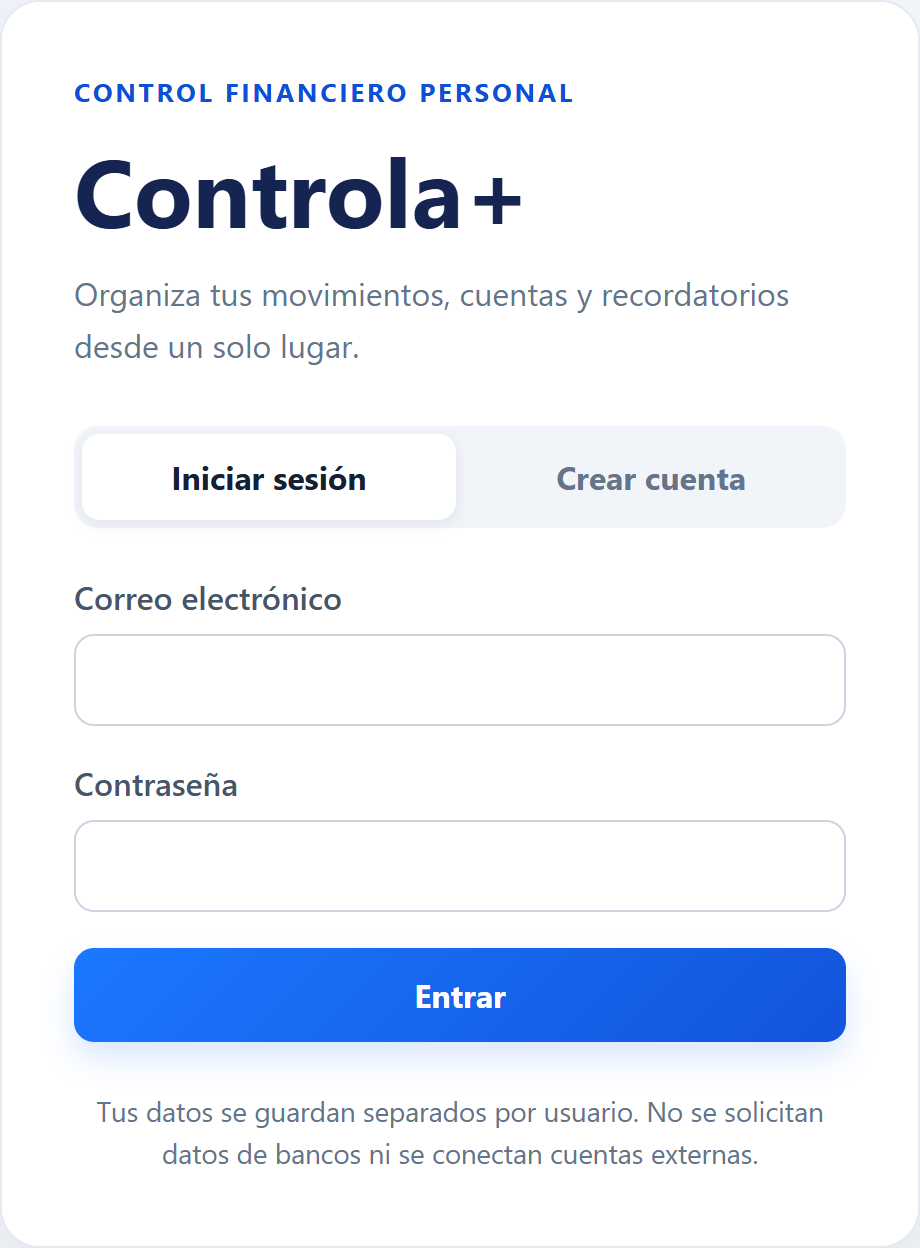 CONTROL FINANCIERO PERSONAL
Controla+
Organiza tus movimientos, cuentas y recordatorios
desde un solo lugar.
Iniciar sesión
Crear cuenta
Correo electrónico
Contraseña
Entrar
Tus datos se guardan separados por usuario. No se solicitan
datos de bancos ni se conectan cuentas externas.